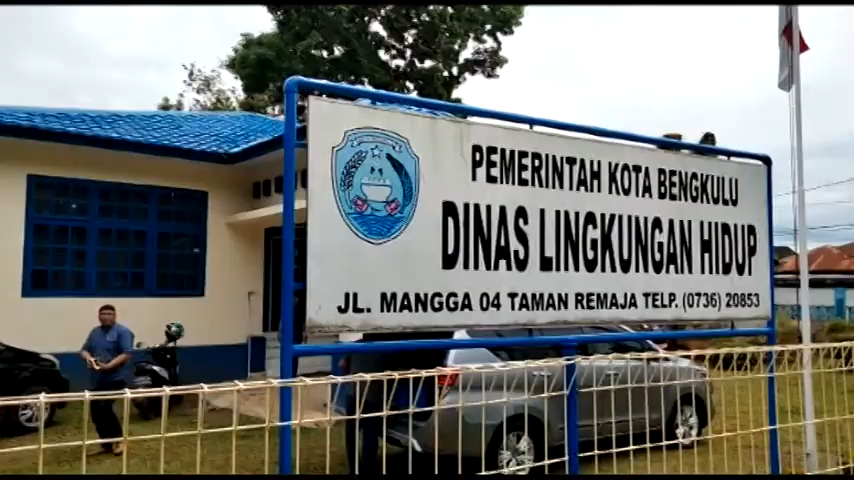 PEMERINTAH KOTA BENGKULU
DINAS LINGKUNGAN HIDUP
JL. MANGGA 04 TAMAN REMAJA TELP. (0736) 20853